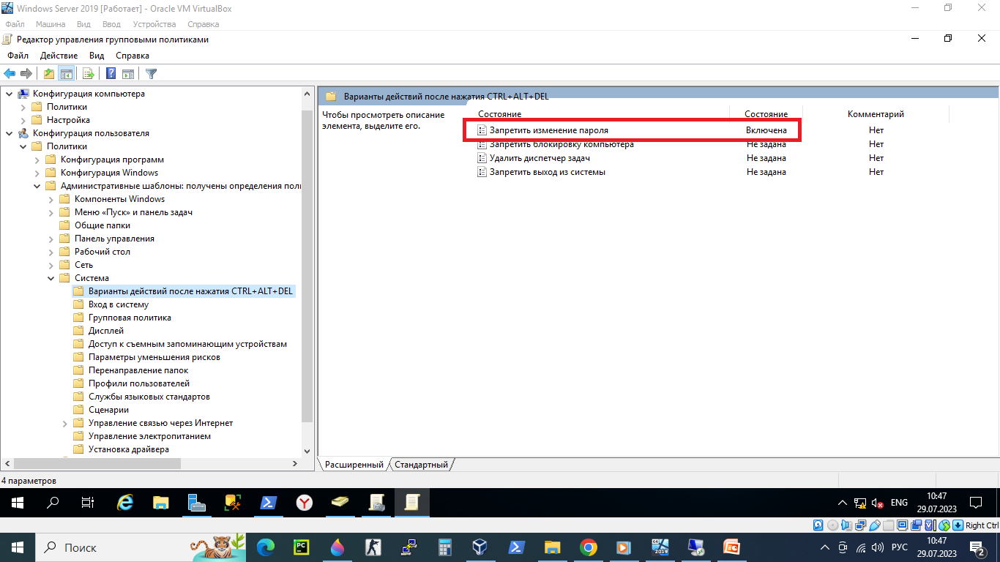 Windows Server 2019 [Работает] - Oracle VM VirtualBox
Файл Машина Вид Ввод Устройства Справка
Редактор управления групповыми политиками
Файл Действие Вид Справка
Конфигурация компьютера
Политики
Настройка
Конфигурация пользователя
Политики
Конфигурация программ
Конфигурация Windows
Административные шаблоны: получены определения пол
Компоненты Windows
Меню «Пуск» и панель задач
Общие папки
Панель управления
Рабочий стол
Сеть
Система
Варианты действий после нажатия CTRL+ALT+DEL
Вход в систему
Групповая политика
Дисплей
Доступ к съемным запоминающим устройствам
Параметры уменьшения рисков
Перенаправление папок
Профили пользователей
Службы языковых стандартов
Сценарии
Управление связью через Интернет
Управление электропитанием
Установка драйвера
Варианты действий после нажатия CTRL+ALT+DEL
Чтобы просмотреть описание
элемента, выделите его.
Состояние Состояние Комментарий
Запретить изменение пароля Включена Нет
Запретить блокировку компьютера Не задана Нет
Удалить диспетчер задач Не задана Нет
Запретить выход из системы Не задана Нет
Расширенный Стандартный
4 параметров
ENG
10:47
29.07.2023
Right Ctrl
Поиск
PC
2019
РУС
10:47
29.07.2023
2